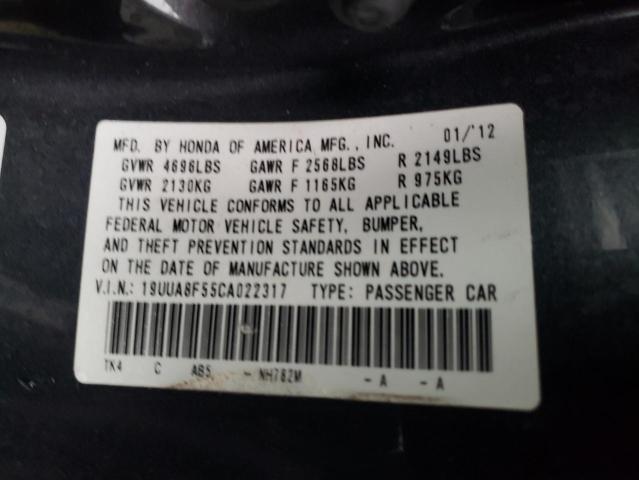 MFD. BY HONDA OF AMERICA MFG., INC. 01/'12
GVWR 4696LBS GAWR F 2568LBS R 2149LBS
GVWR 2130KG GAWR F 1165KG R 975KG
THIS VEHICLE CONFORMS TO ALL APPLICABLE
FEDERAL MOTOR VEHICLE SAFETY, BUMPER,
AND THEFT PREVENTION STANDARDS IN EFFECT
ON THE DATE OF MANUFACTURE SHOWN ABOVE.
V.I.N.: 19UUA8F55CA022317 TYPE: PASSENGER CAR
TK4 C AB5 - NH782M - A - A